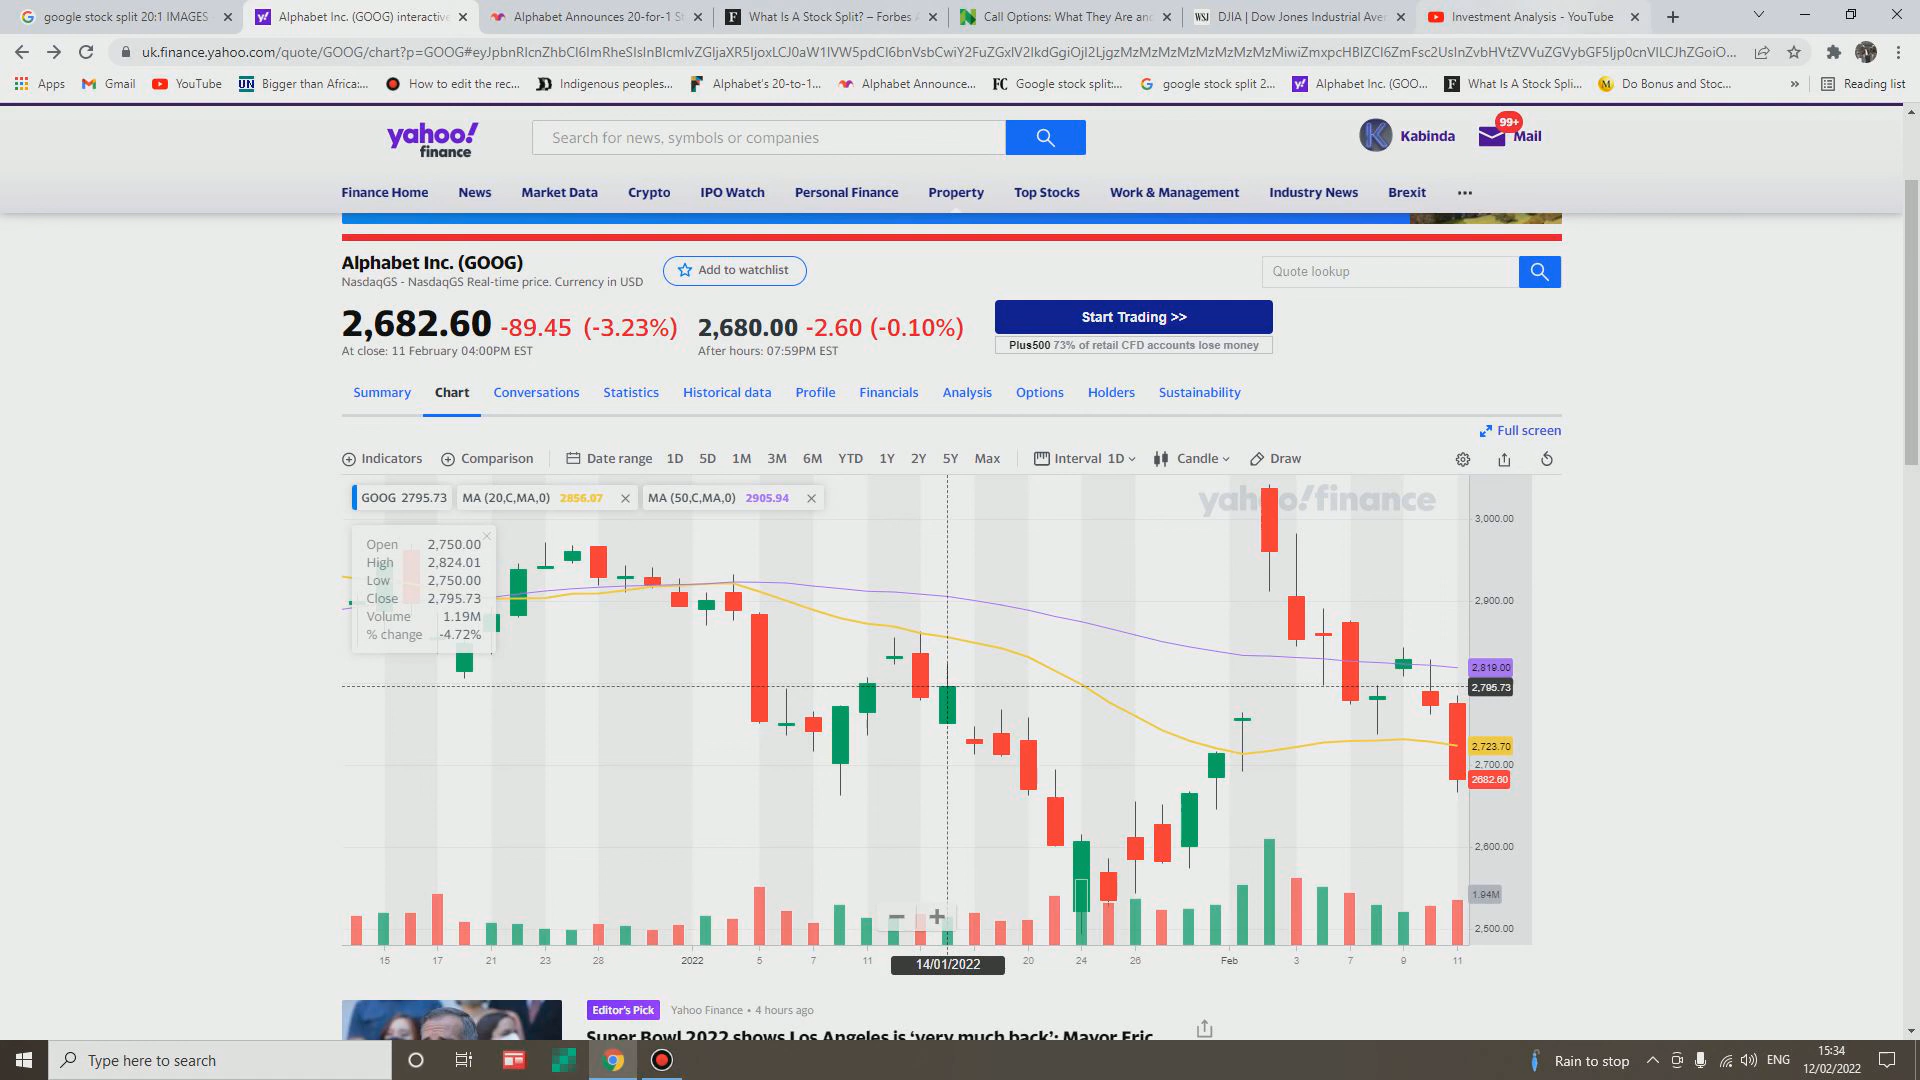 google stock split 20:1 IMAGES
Alphabet Inc. (GOOG) interactive
Alphabet Announces 20-for-1 St
What Is A Stock Split? – Forbes A
Call Options: What They Are and
DJIA | Dow Jones Industrial Aver
Investment Analysis - YouTube
Apps
Gmail
YouTube
Bigger than Africa:...
How to edit the rec...
Indigenous peoples...
Alphabet's 20-to-1...
Alphabet Announce...
Google stock split:...
google stock split 2...
Alphabet Inc. (GOO...
What Is A Stock Spli...
Do Bonus and Stoc...
Reading list
yahoo!
finance
Search for news, symbols or companies
Kabinda
99+
Mail
Finance Home
News
Market Data
Crypto
IPO Watch
Personal Finance
Property
Top Stocks
Work & Management
Industry News
Brexit
Alphabet Inc. (GOOG)
NasdaqGS - NasdaqGS Real-time price. Currency in USD
Add to watchlist
Quote lookup
2,682.60 -89.45 (-3.23%)
At close: 11 February 04:00PM EST
2,680.00 -2.60 (-0.10%)
After hours: 07:59PM EST
Start Trading >>
Plus500 73% of retail CFD accounts lose money
Summary
Chart
Conversations
Statistics
Historical data
Profile
Financials
Analysis
Options
Holders
Sustainability
Full screen
Indicators
Comparison
Date range
1D
5D
1M
3M
6M
YTD
1Y
2Y
5Y
Max
Interval 1D
Candle
Draw
GOOG 2795.73
MA (20,C,MA,0) 2856.07
MA (50,C,MA,0) 2905.94
yahoo!finance
Open 2,750.00
High 2,824.01
Low 2,750.00
Close 2,795.73
Volume 1.19M
% change -4.72%
3,000.00
2,900.00
2,819.00
2,795.73
2,723.70
2,700.00
2682.60
2,600.00
1.94M
2,500.00
15
17
21
23
28
2022
5
7
11
14/01/2022
20
24
26
Feb
3
7
9
11
Editor's Pick
Yahoo Finance • 4 hours ago
Super Bowl 2022 shows Los Angeles is 'very much back': Mayor Eric
Type here to search
Rain to stop
ENG
15:34
12/02/2022